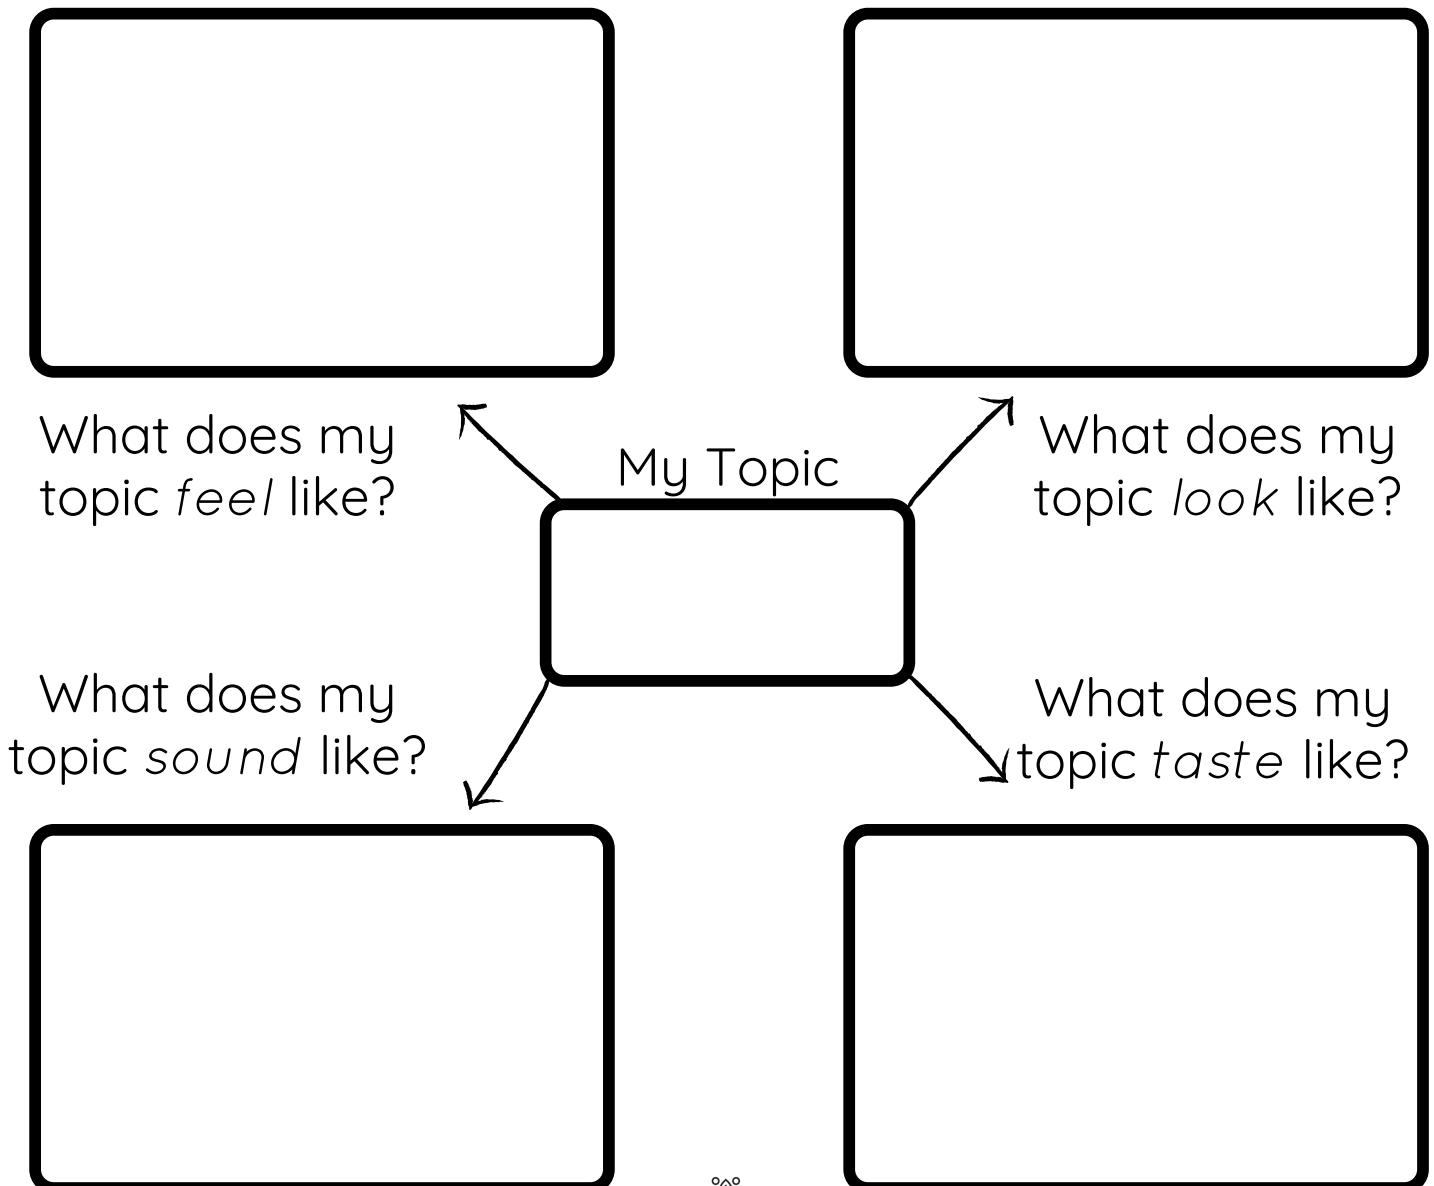 What does my
topic feel like?
My Topic
What does my
topic look like?
What does my
topic sound like?
What does my
topic taste like?